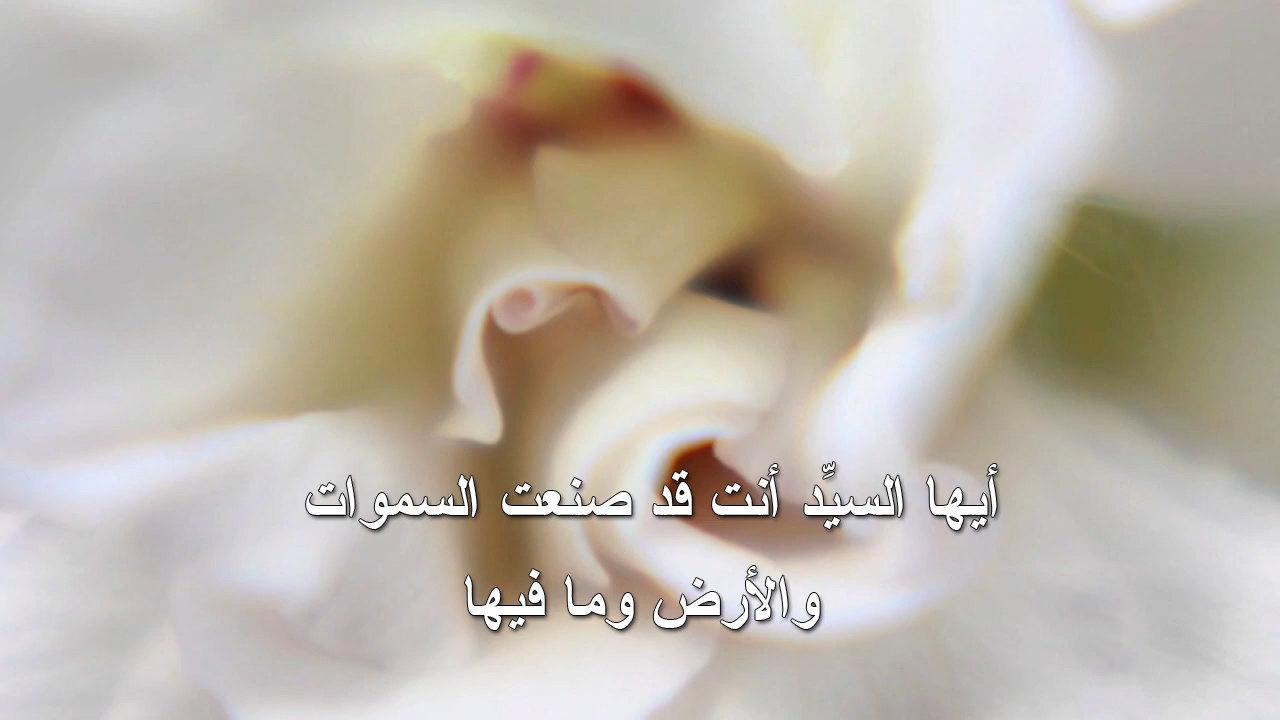 أيها السيِّد أنت قد صنعت السموات
والأرض وما فيها